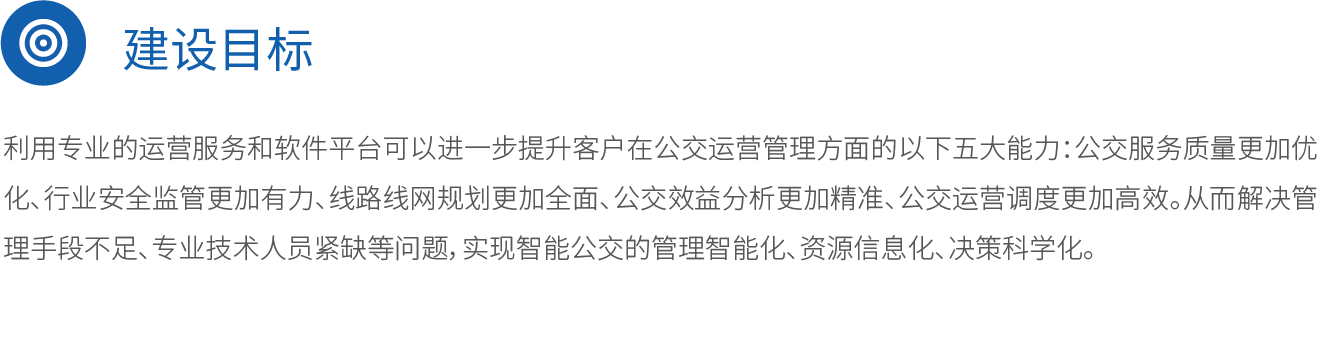 建设目标
利用专业的运营服务和软件平台可以进一步提升客户在公交运营管理方面的以下五大能力：公交服务质量更加优
化、行业安全监管更加有力、线路线网规划更加全面、公交效益分析更加精准、公交运营调度更加高效。从而解决管
理手段不足、专业技术人员紧缺等问题，实现智能公交的管理智能化、资源信息化、决策科学化。